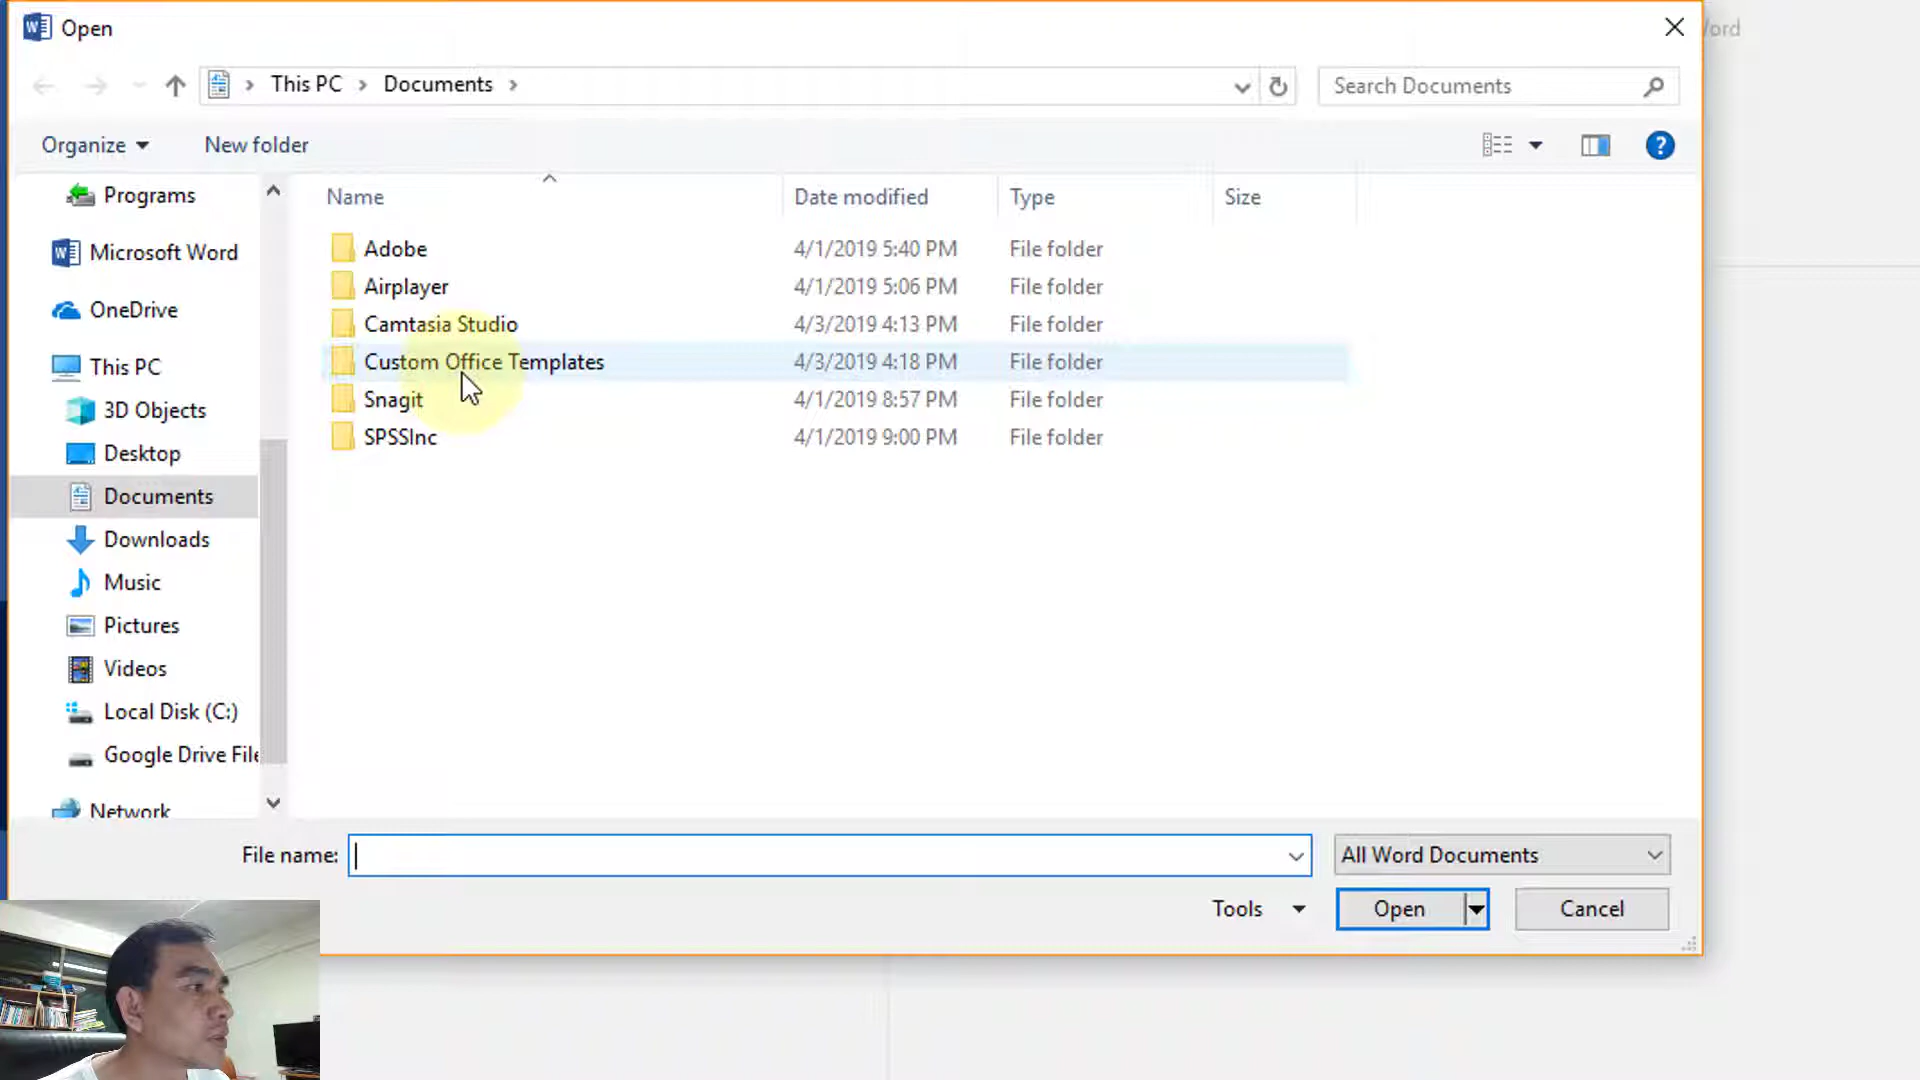 Open
Word
This PC > Documents >
Search Documents
Organize
New folder
Programs
Microsoft Word
OneDrive
This PC
3D Objects
Desktop
Documents
Downloads
Music
Pictures
Videos
Local Disk (C:)
Google Drive File
Network
Name Date modified Type Size
Adobe 4/1/2019 5:40 PM File folder
Airplayer 4/1/2019 5:06 PM File folder
Camtasia Studio 4/3/2019 4:13 PM File folder
Custom Office Templates 4/3/2019 4:18 PM File folder
Snagit 4/1/2019 8:57 PM File folder
SPSSInc 4/1/2019 9:00 PM File folder
File name:
All Word Documents
Tools
Open
Cancel